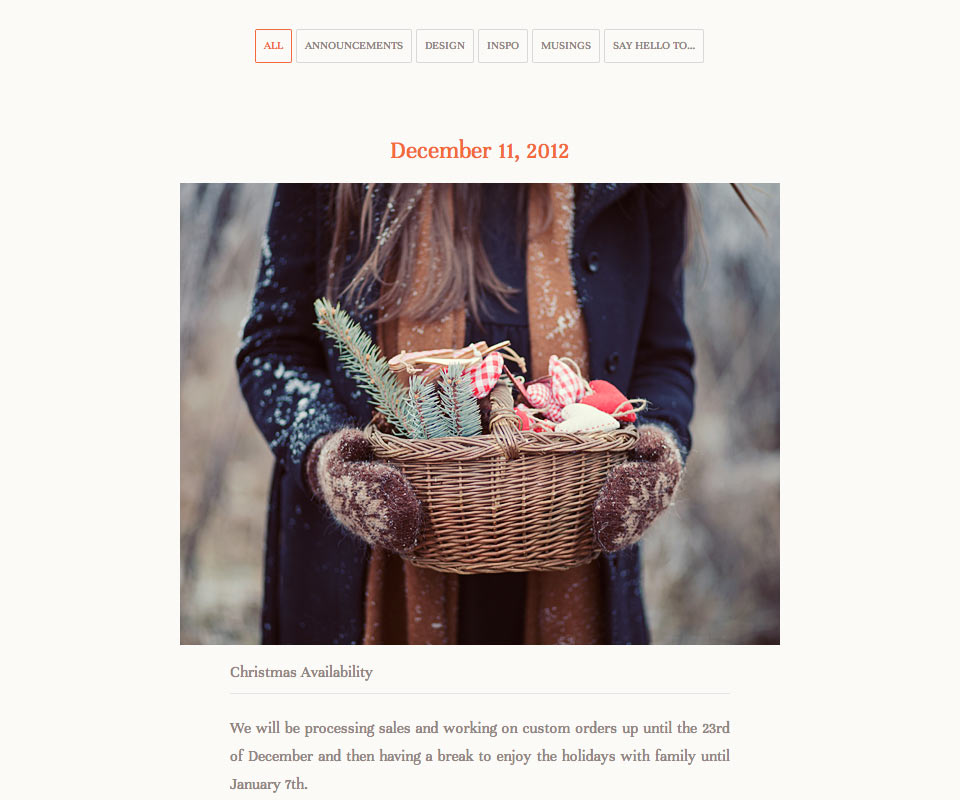 ALL ANNOUNCEMENTS DESIGN INSPO MUSINGS SAY HELLO TO...
December 11, 2012
Christmas Availability
We will be processing sales and working on custom orders up until the 23rd
of December and then having a break to enjoy the holidays with family until
January 7th.